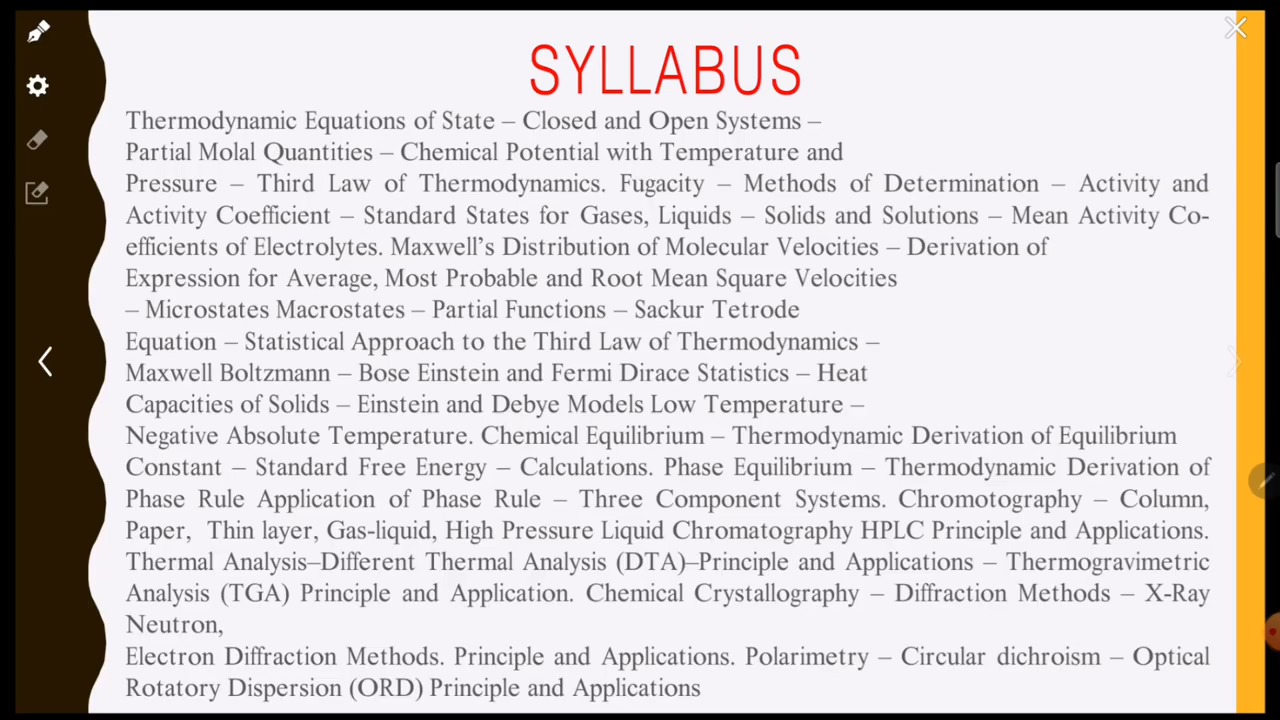 SYLLABUS
Thermodynamic Equations of State – Closed and Open Systems –
Partial Molal Quantities – Chemical Potential with Temperature and
Pressure – Third Law of Thermodynamics. Fugacity – Methods of Determination – Activity and
Activity Coefficient – Standard States for Gases, Liquids – Solids and Solutions – Mean Activity Co-
efficients of Electrolytes. Maxwell's Distribution of Molecular Velocities – Derivation of
Expression for Average, Most Probable and Root Mean Square Velocities
– Microstates Macrostates – Partial Functions – Sackur Tetrode
Equation – Statistical Approach to the Third Law of Thermodynamics –
Maxwell Boltzmann – Bose Einstein and Fermi Dirace Statistics – Heat
Capacities of Solids – Einstein and Debye Models Low Temperature –
Negative Absolute Temperature. Chemical Equilibrium – Thermodynamic Derivation of Equilibrium
Constant – Standard Free Energy – Calculations. Phase Equilibrium – Thermodynamic Derivation of
Phase Rule Application of Phase Rule – Three Component Systems. Chromotography – Column,
Paper, Thin layer, Gas-liquid, High Pressure Liquid Chromatography HPLC Principle and Applications.
Thermal Analysis–Different Thermal Analysis (DTA)–Principle and Applications – Thermogravimetric
Analysis (TGA) Principle and Application. Chemical Crystallography – Diffraction Methods – X-Ray
Neutron,
Electron Diffraction Methods. Principle and Applications. Polarimetry – Circular dichroism – Optical
Rotatory Dispersion (ORD) Principle and Applications